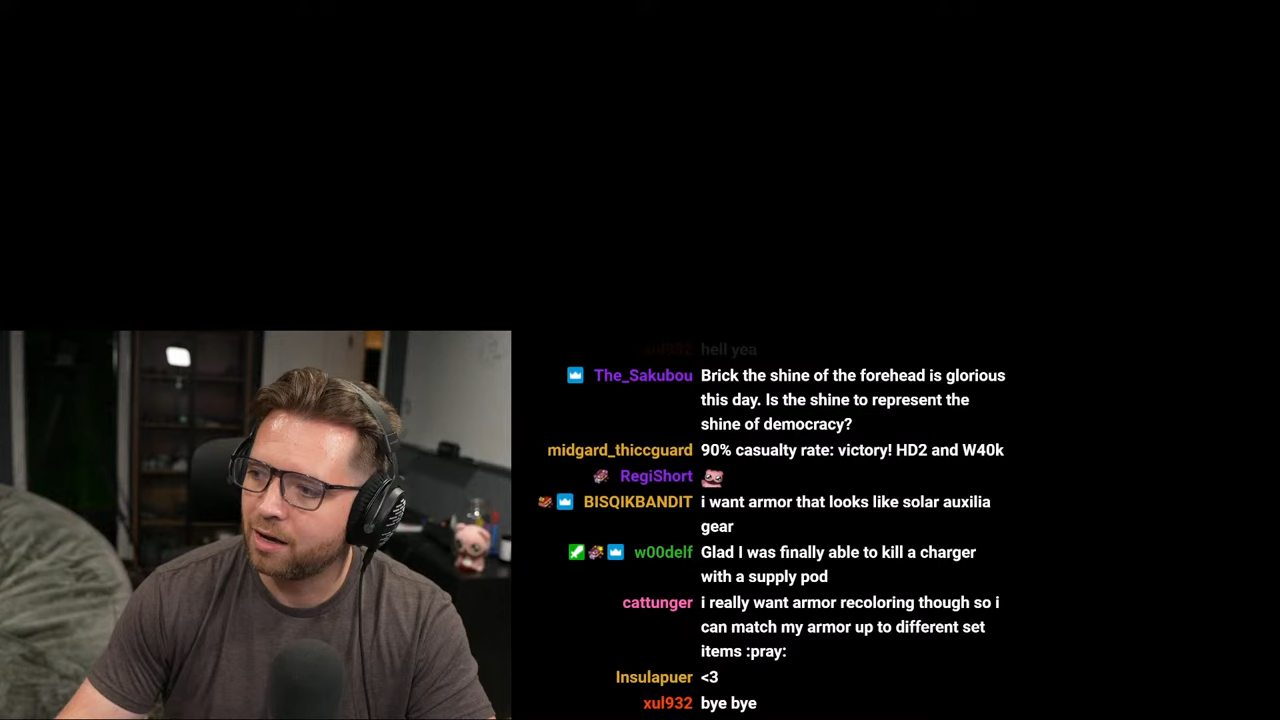 hell yea
The_Sakubou Brick the shine of the forehead is glorious
this day. Is the shine to represent the
shine of democracy?
midgard_thiccguard 90% casualty rate: victory! HD2 and W40k
RegiShort
BISQIKBANDIT i want armor that looks like solar auxilia
gear
w00delf Glad I was finally able to kill a charger
with a supply pod
cattunger i really want armor recoloring though so i
can match my armor up to different set
items :pray:
Insulapuer <3
xul932 bye bye